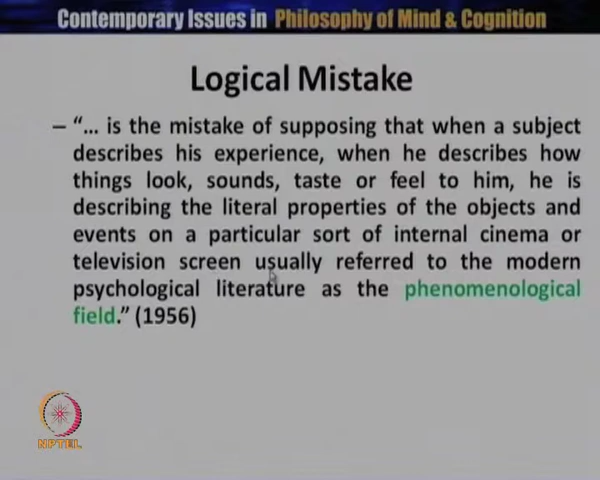 Contemporary Issues in Philosophy of Mind & Cognition
Logical Mistake
– “... is the mistake of supposing that when a subject
describes his experience, when he describes how
things look, sounds, taste or feel to him, he is
describing the literal properties of the objects and
events on a particular sort of internal cinema or
television screen usually referred to the modern
psychological literature as the phenomenological
field.” (1956)
NPTEL